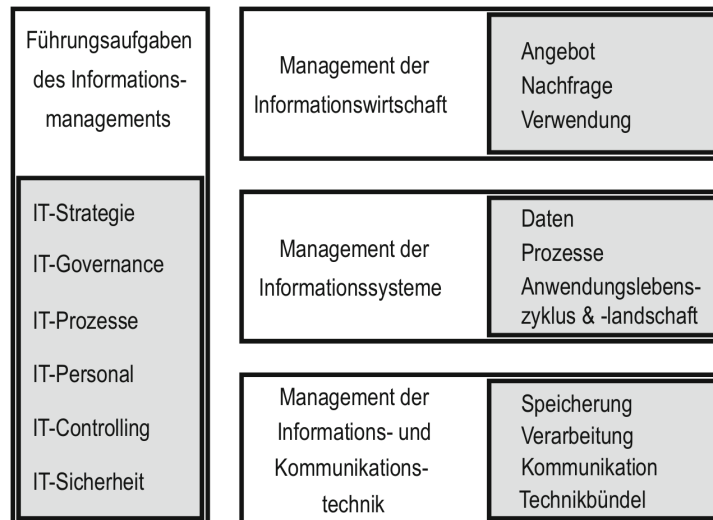 Führungsaufgaben
des Informations-
managements
IT-Strategie
IT-Governance
IT-Prozesse
IT-Personal
IT-Controlling
IT-Sicherheit
Management der
Informationswirtschaft
Angebot
Nachfrage
Verwendung
Management der
Informationssysteme
Daten
Prozesse
Anwendungslebens-
zyklus & -landschaft
Management der
Informations- und
Kommunikations-
technik
Speicherung
Verarbeitung
Kommunikation
Technikbündel